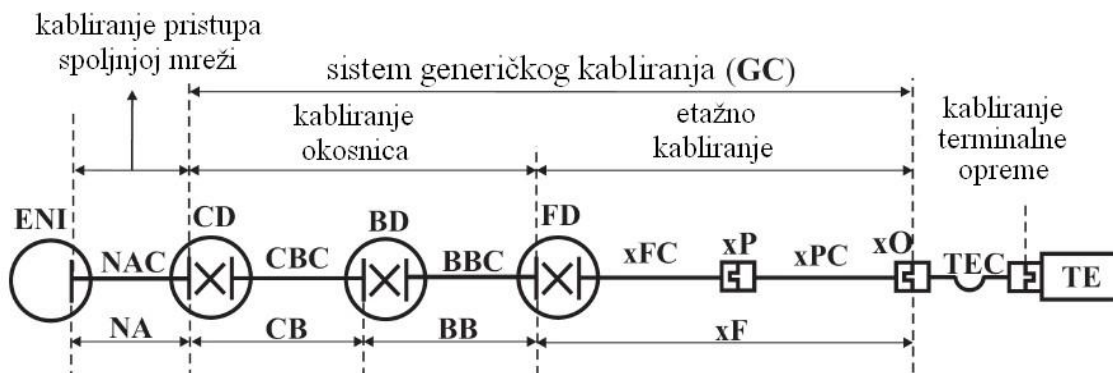 kabliranje pristupa
spoljnjoj mreži
sistem generičkog kabliranja (GC)
kabliranje
okosnica
etažno
kabliranje
kabliranje
terminalne
opreme
ENI
CD
BD
FD
xP
xO
NAC
CBC
BBC
xFC
xPC
TEC
TE
NA
CB
BB
xF